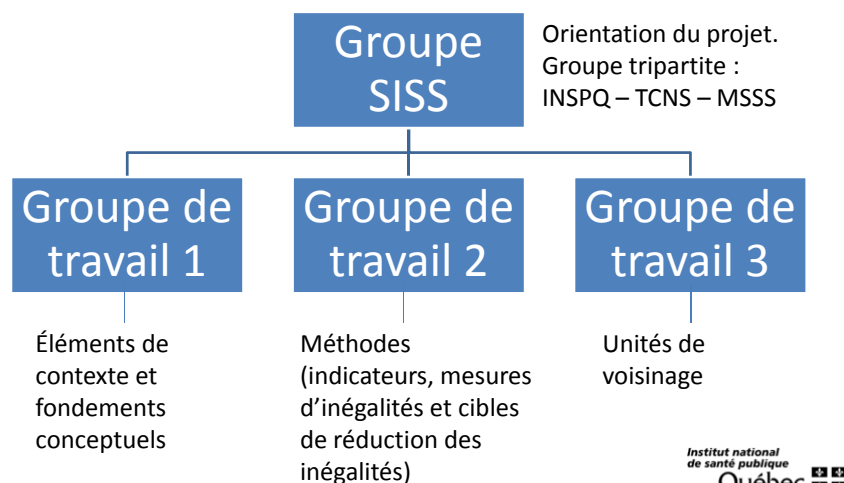 Groupe
SISS
Orientation du projet.
Groupe tripartite :
INSPQ – TCNS – MSSS
Groupe de
travail 1
Groupe de
travail 2
Groupe de
travail 3
Éléments de
contexte et
fondements
conceptuels
Méthodes
(indicateurs, mesures
d’inégalités et cibles
de réduction des
inégalités)
Unités de
voisinage
Institut national
de santé publique
Québec